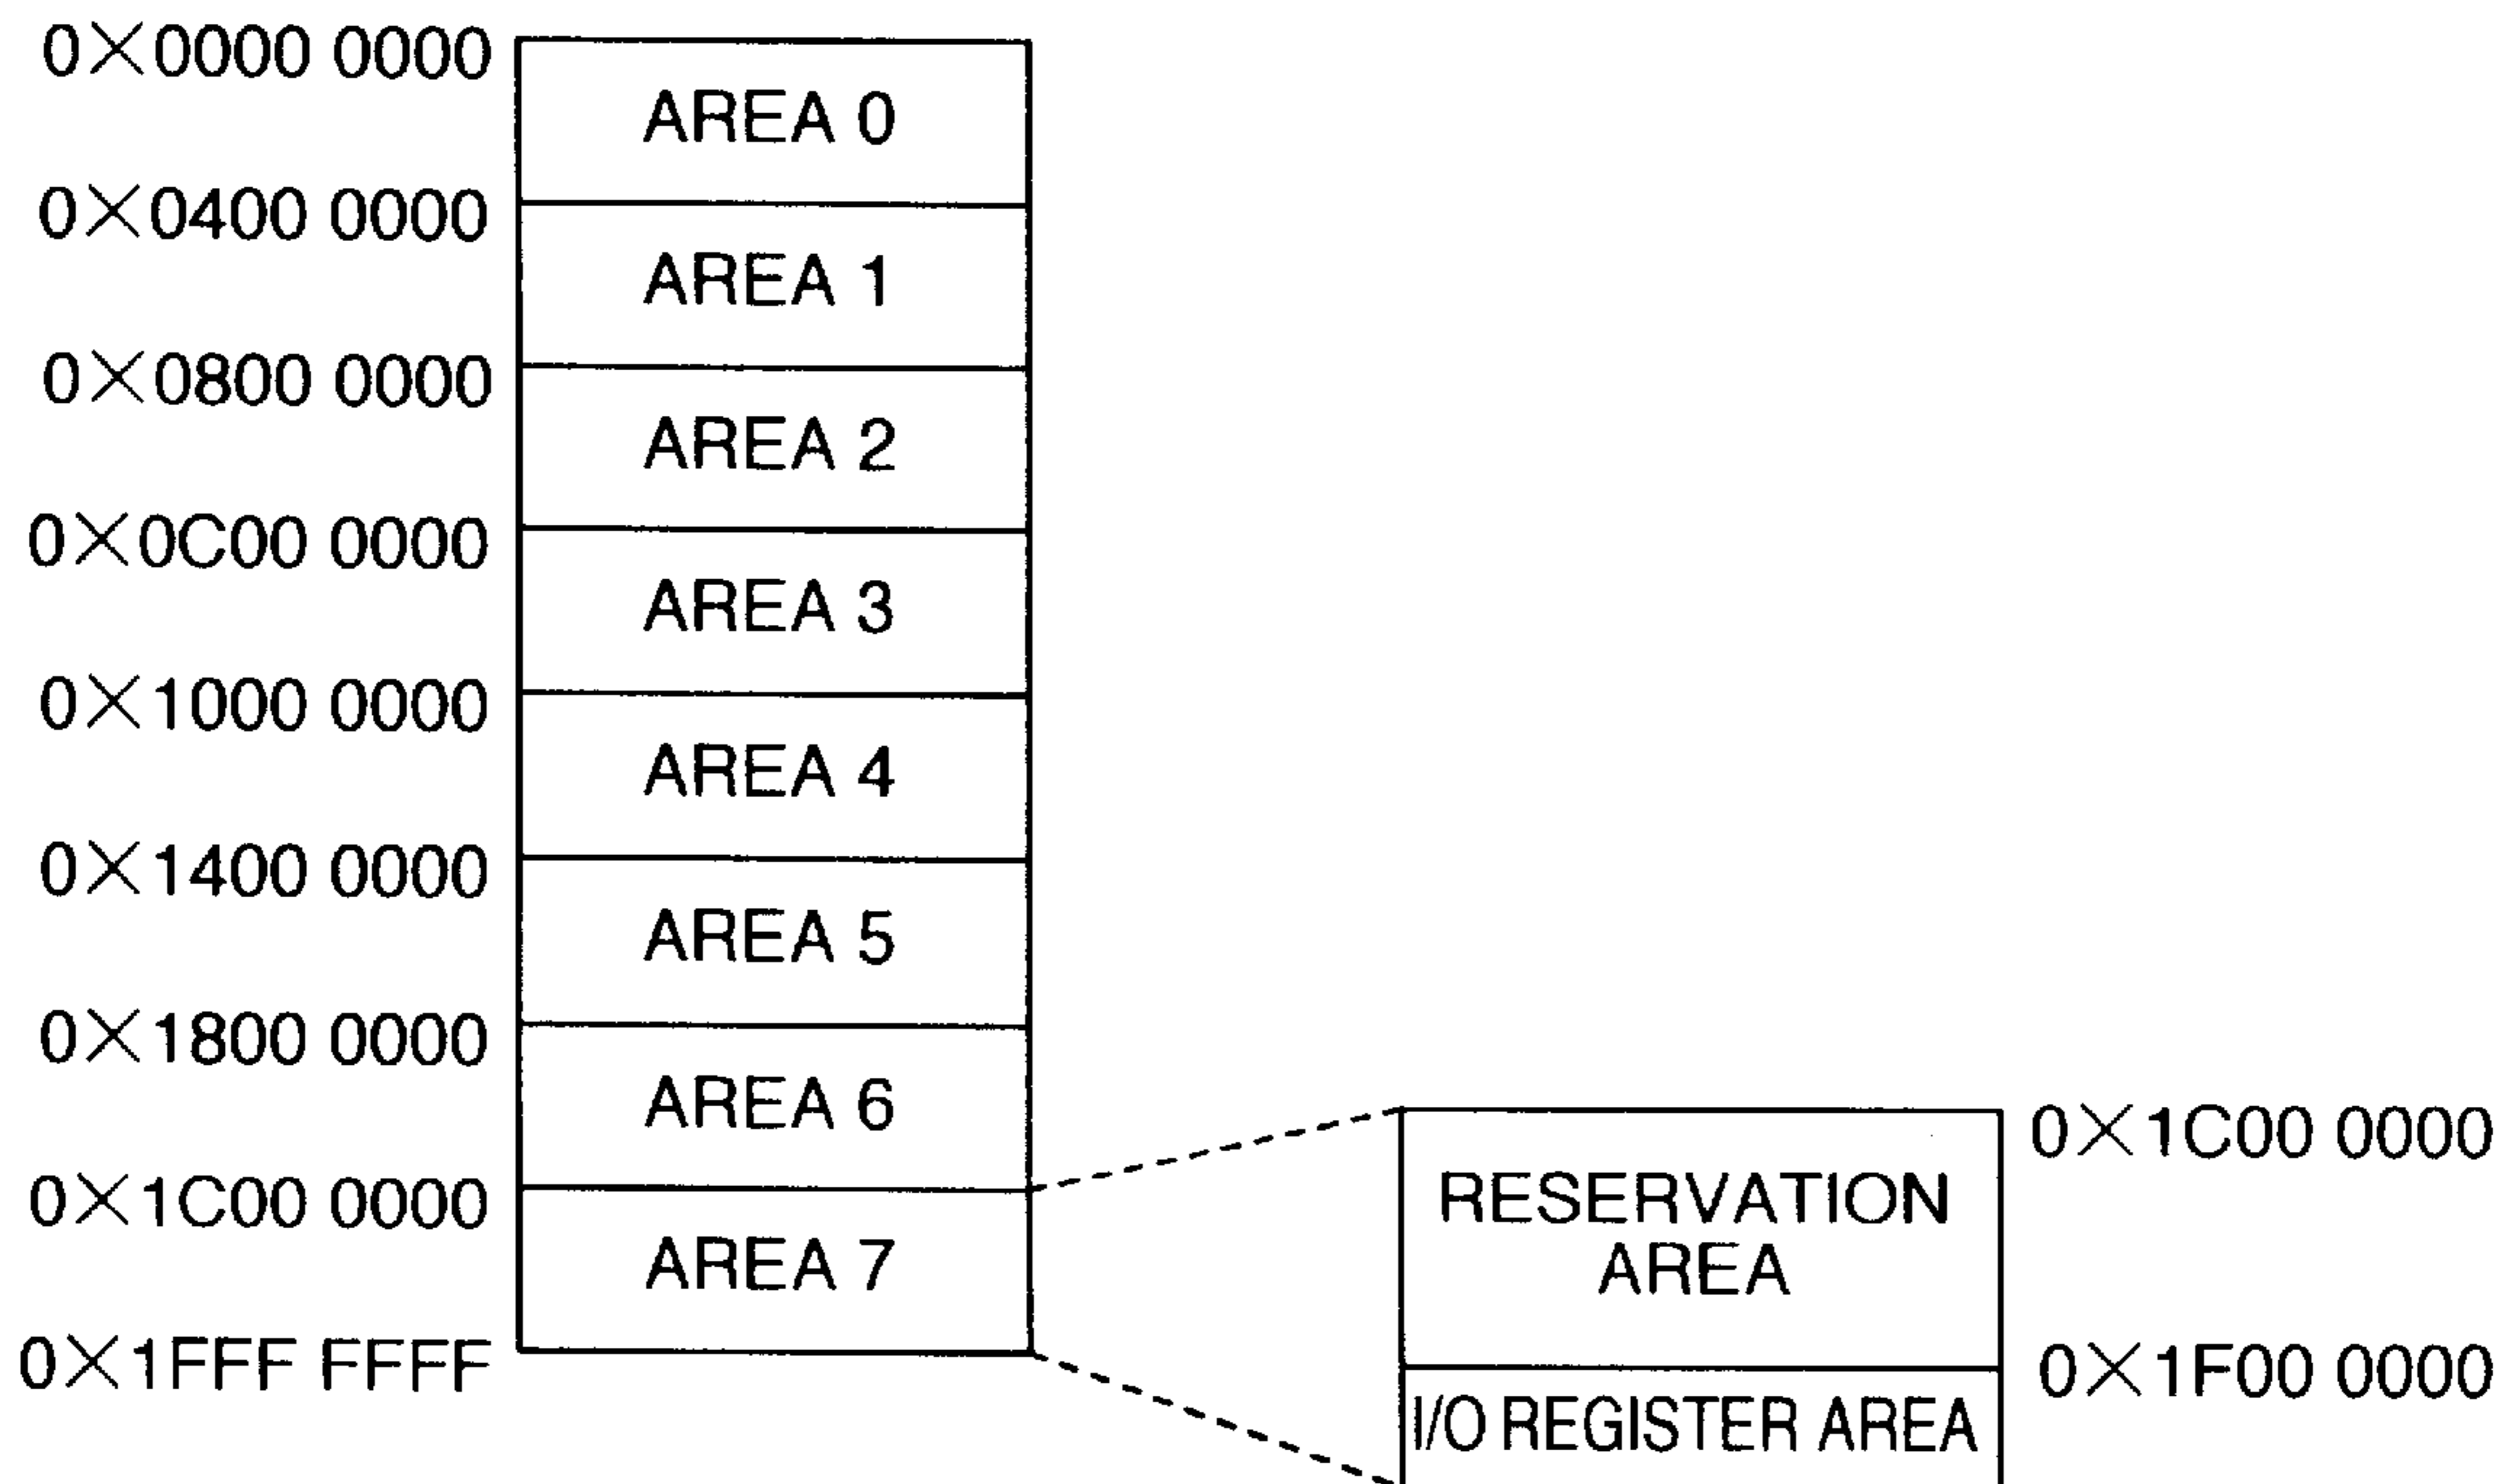 0×0000 0000
AREA 0
0×0400 0000
AREA 1
0×0800 0000
AREA 2
0×0C00 0000
AREA 3
0×1000 0000
AREA 4
0×1400 0000
AREA 5
0×1800 0000
AREA 6
0×1C00 0000
AREA 7
0×1FFF FFFF
0×1C00 0000
RESERVATION
AREA
0×1F00 0000
I/O REGISTER AREA